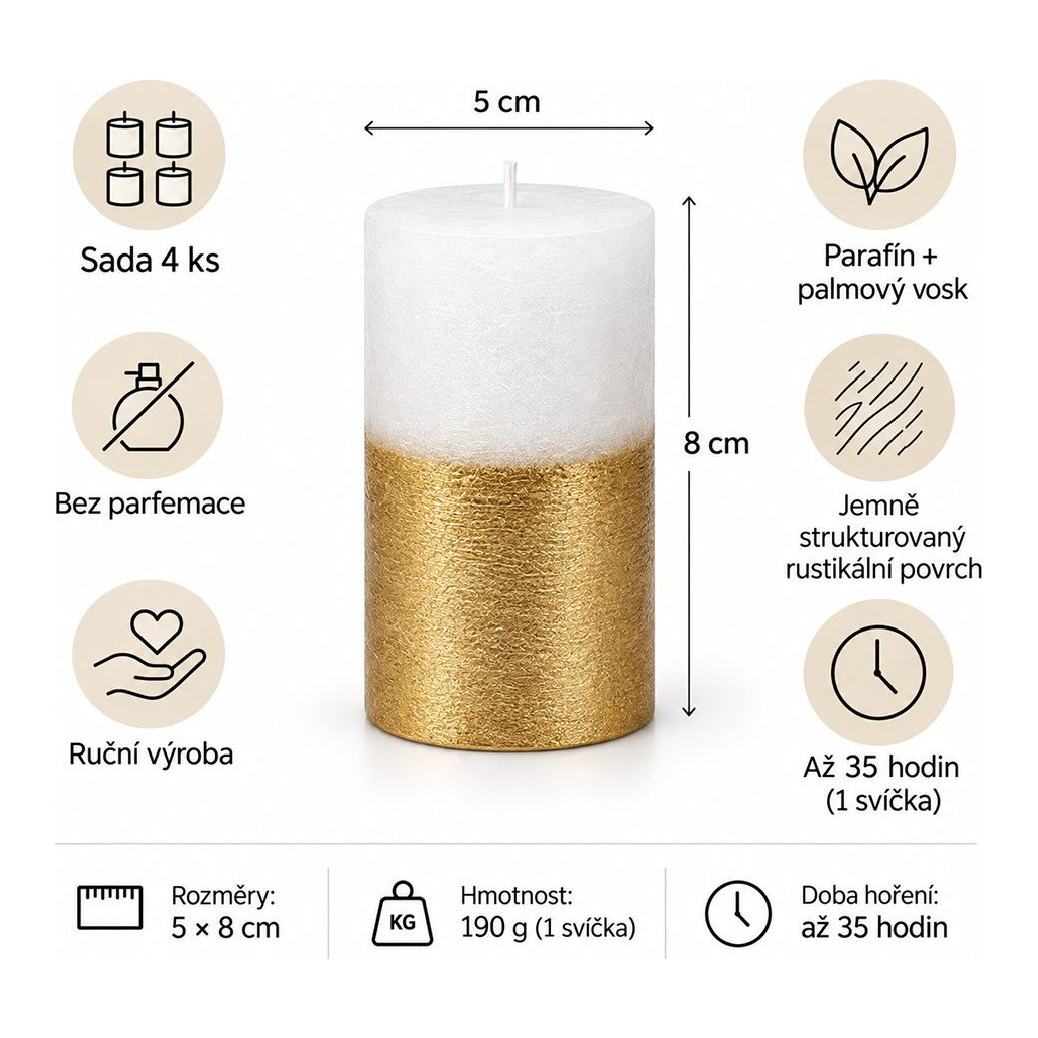 5 cm
Sada 4 ks
Parafín +
palmový vosk
8 cm
Bez parfemace
Jemně
strukturovaný
rustikální povrch
Ruční výroba
Až 35 hodin
(1 svíčka)
Rozměry:
5 × 8 cm
KG
Hmotnost:
190 g (1 svíčka)
Doba hoření:
až 35 hodin